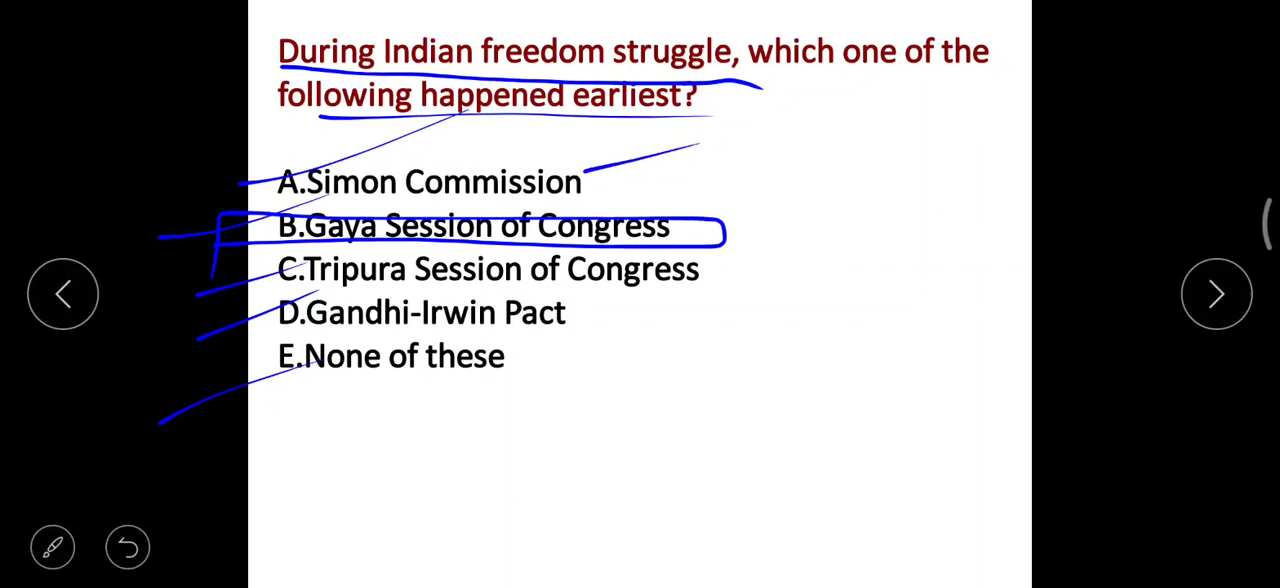 During Indian freedom struggle, which one of the
following happened earliest?
A.Simon Commission
B.Gaya Session of Congress
C.Tripura Session of Congress
D.Gandhi-Irwin Pact
E.None of these